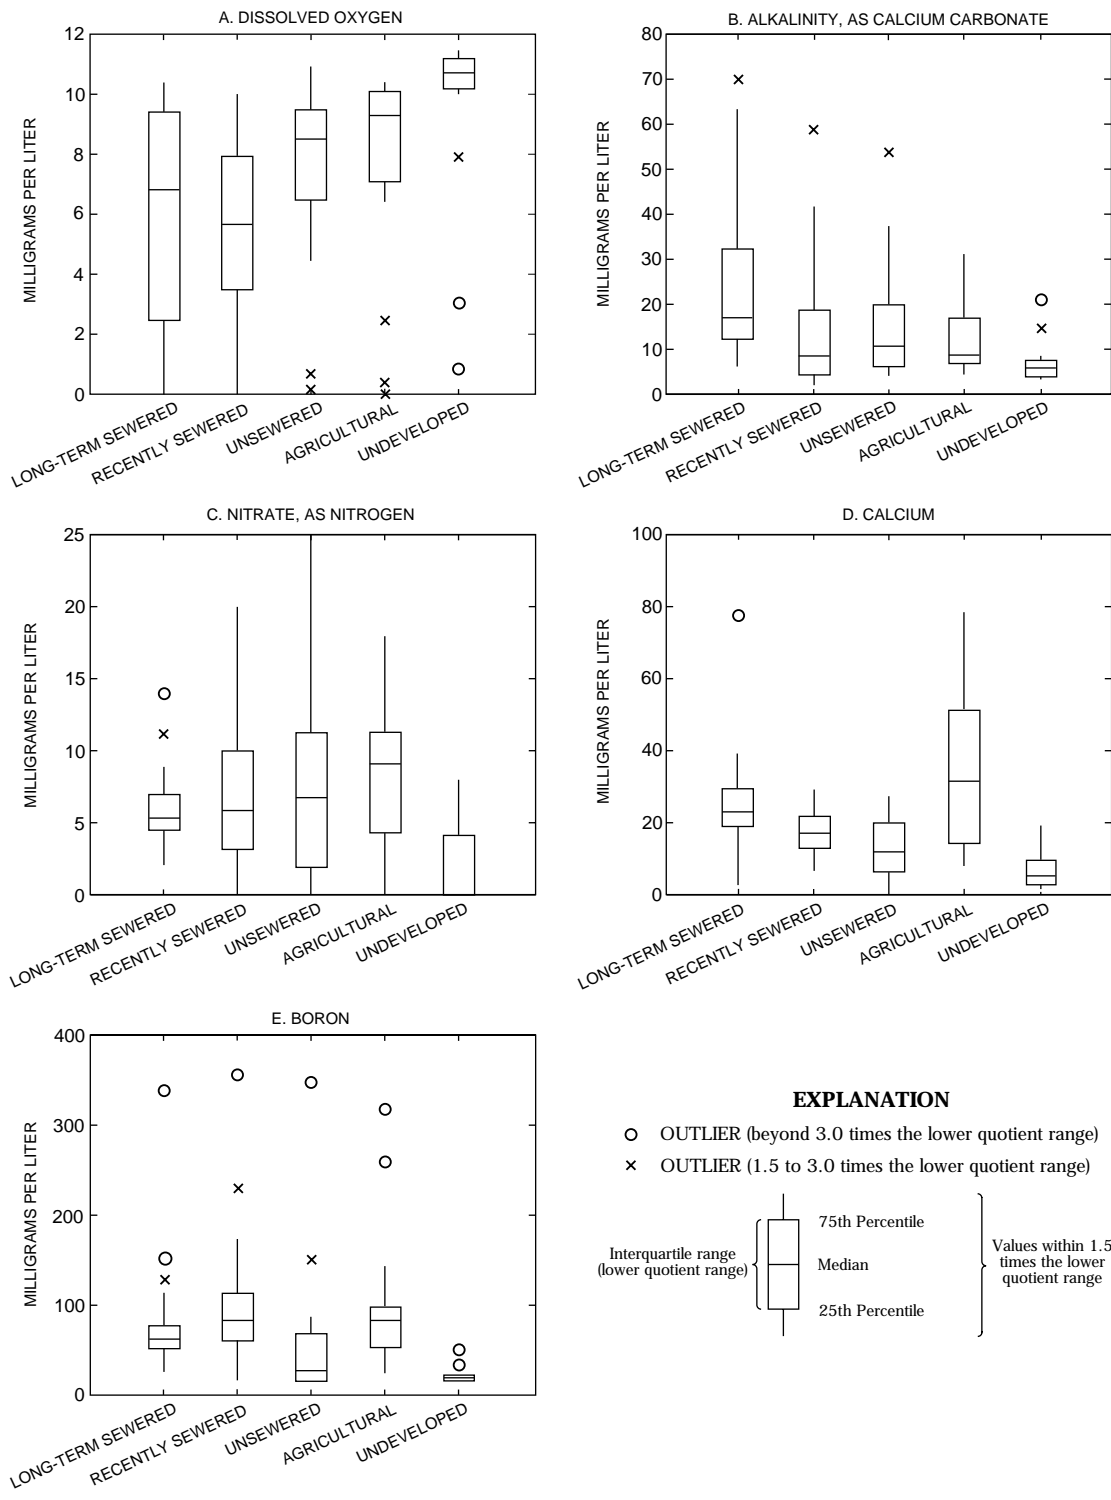 A. DISSOLVED OXYGEN
MILLIGRAMS PER LITER
12
10
8
6
4
2
0
LONG-TERM SEWERED
RECENTLY SEWERED
UNSEWERED
AGRICULTURAL
UNDEVELOPED
B. ALKALINITY, AS CALCIUM CARBONATE
MILLIGRAMS PER LITER
80
70
60
50
40
30
20
10
0
LONG-TERM SEWERED
RECENTLY SEWERED
UNSEWERED
AGRICULTURAL
UNDEVELOPED
C. NITRATE, AS NITROGEN
MILLIGRAMS PER LITER
25
20
15
10
5
0
LONG-TERM SEWERED
RECENTLY SEWERED
UNSEWERED
AGRICULTURAL
UNDEVELOPED
D. CALCIUM
MILLIGRAMS PER LITER
100
80
60
40
20
0
LONG-TERM SEWERED
RECENTLY SEWERED
UNSEWERED
AGRICULTURAL
UNDEVELOPED
E. BORON
MILLIGRAMS PER LITER
400
300
200
100
0
LONG-TERM SEWERED
RECENTLY SEWERED
UNSEWERED
AGRICULTURAL
UNDEVELOPED
EXPLANATION
OUTLIER (beyond 3.0 times the lower quotient range)
OUTLIER (1.5 to 3.0 times the lower quotient range)
Interquartile range
(lower quotient range)
75th Percentile
Median
25th Percentile
Values within 1.5
times the lower
quotient range